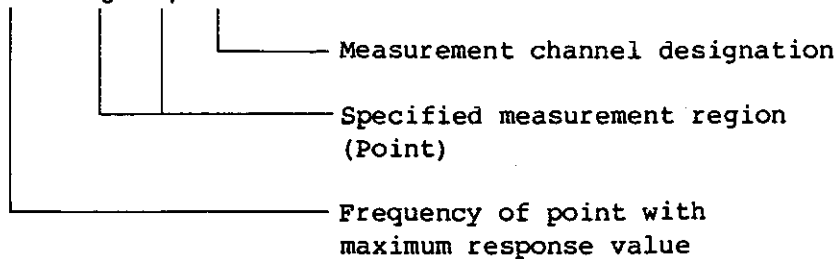 Measurement channel designation
Specified measurement region
(Point)
Frequency of point with
maximum response value